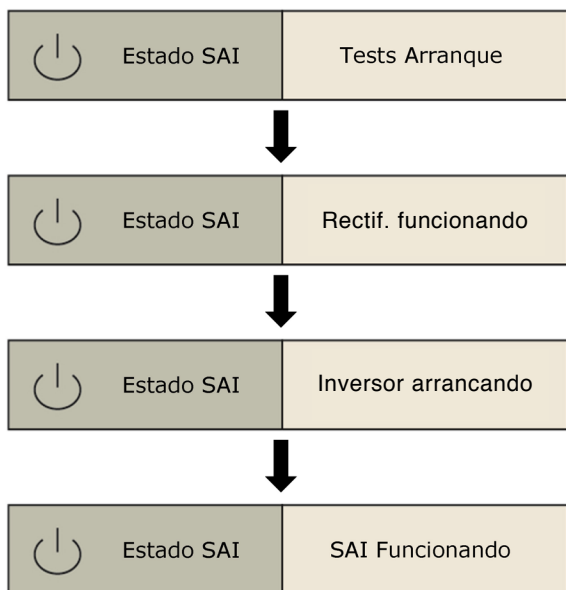 Estado SAI Tests Arranque
Estado SAI Rectif. funcionando
Estado SAI Inversor arrancando
Estado SAI SAI Funcionando